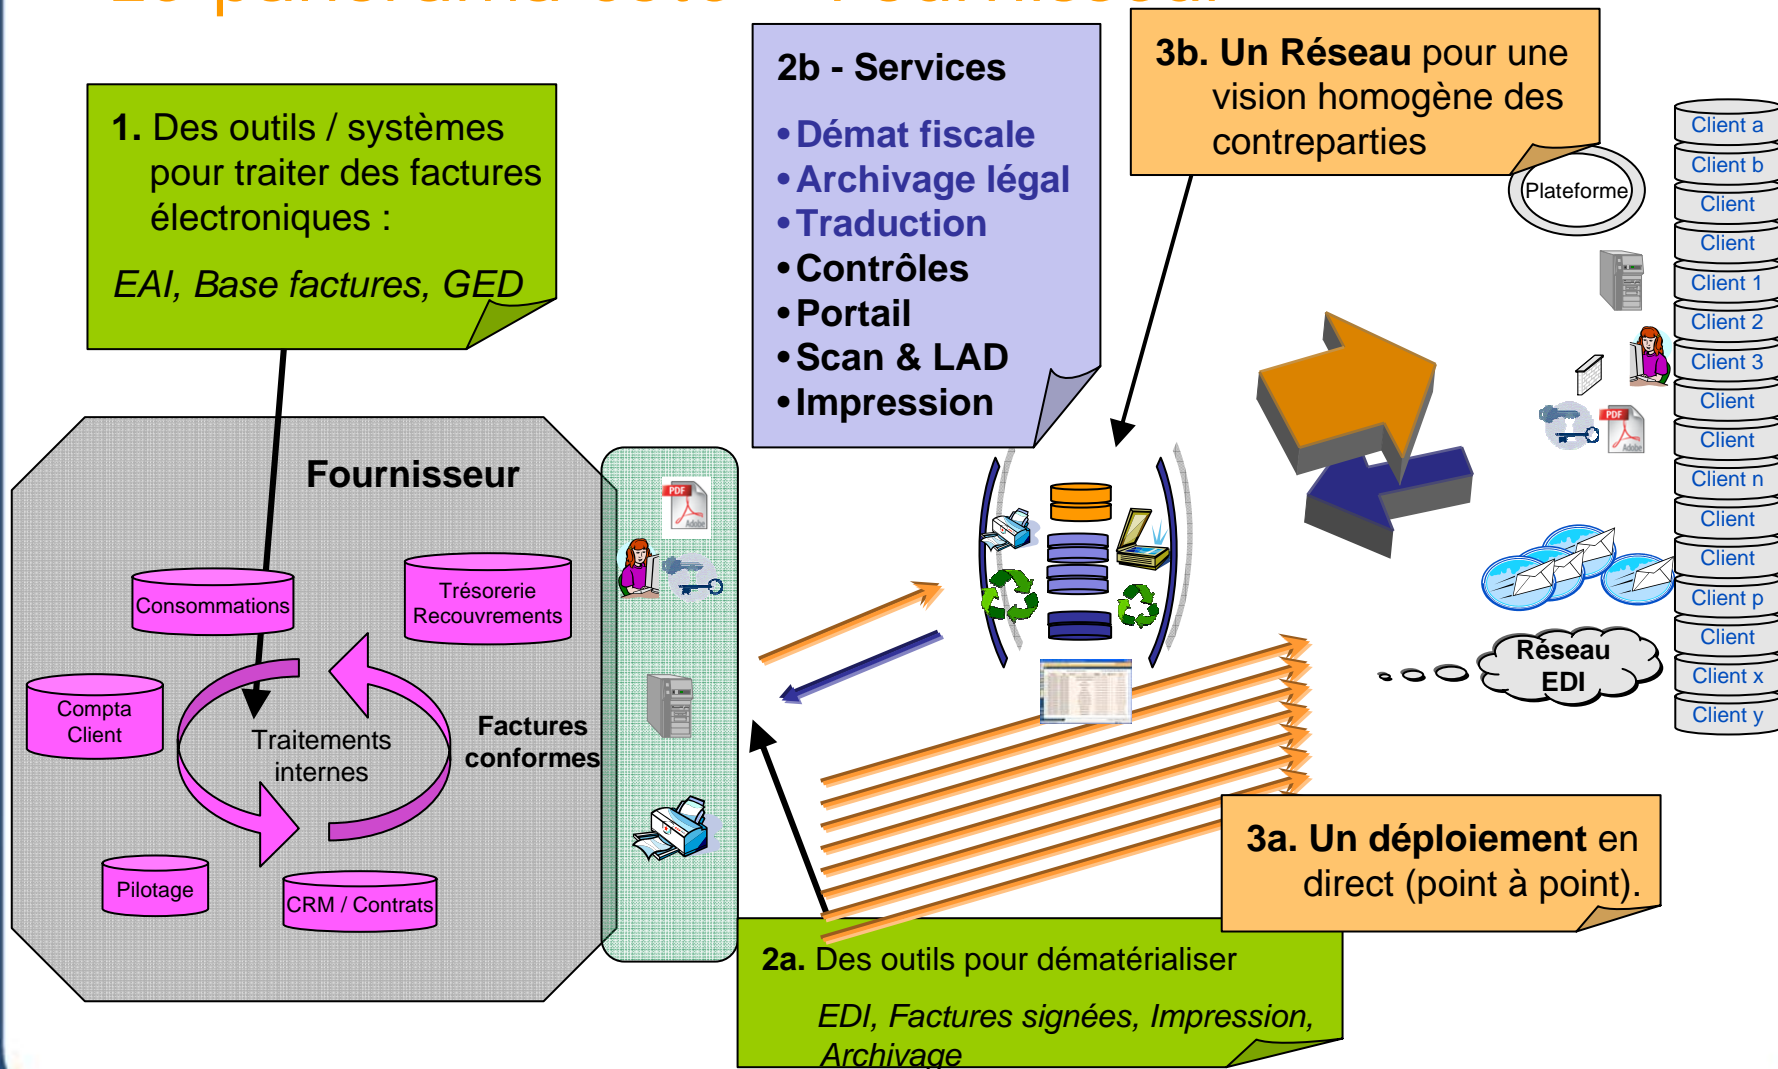 1. Des outils / systèmes
pour traiter des factures
électroniques :
EAI, Base factures, GED
2b - Services
•Démat fiscale
•Archivage légal
•Traduction
•Contrôles
•Portail
•Scan & LAD
•Impression
3b. Un Réseau pour une
vision homogène des
contreparties
Plateforme
Client a
Client b
Client
Client
Client 1
Client 2
Client 3
Client
Client
Client n
Client
Client
Client p
Client
Client x
Client y
PDF
Adobe
Réseau
EDI
Fournisseur
PDF
Adobe
Consommations
Trésorerie
Recouvrements
Compta
Client
Traitements
internes
Factures
conformes
Pilotage
CRM / Contrats
3a. Un déploiement en
direct (point à point).
2a. Des outils pour dématérialiser
EDI, Factures signées, Impression,
Archivage